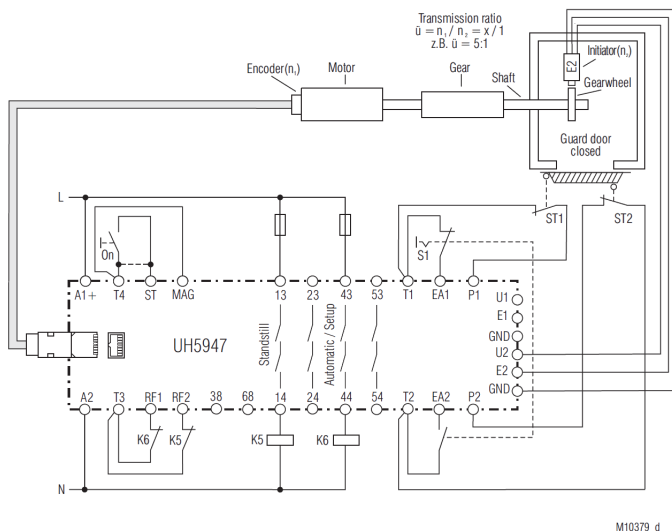 Transmission ratio
ü = n₁ / n₂ = x / 1
z.B. ü = 5:1
E2
Initiator(n₂)
Encoder(n₁)
Motor
Gear
Shaft
Gearwheel
Guard door
closed
L
ST1
ST2
On
S1
A1+
T4
ST
MAG
13
23
43
53
T1
EA1
P1
U1
E1
GND
U2
E2
GND
UH5947
Standstill
Automatic / Setup
A2
T3
RF1
RF2
38
68
14
24
44
54
T2
EA2
P2
K6
K5
K5
K6
N
M10379_d